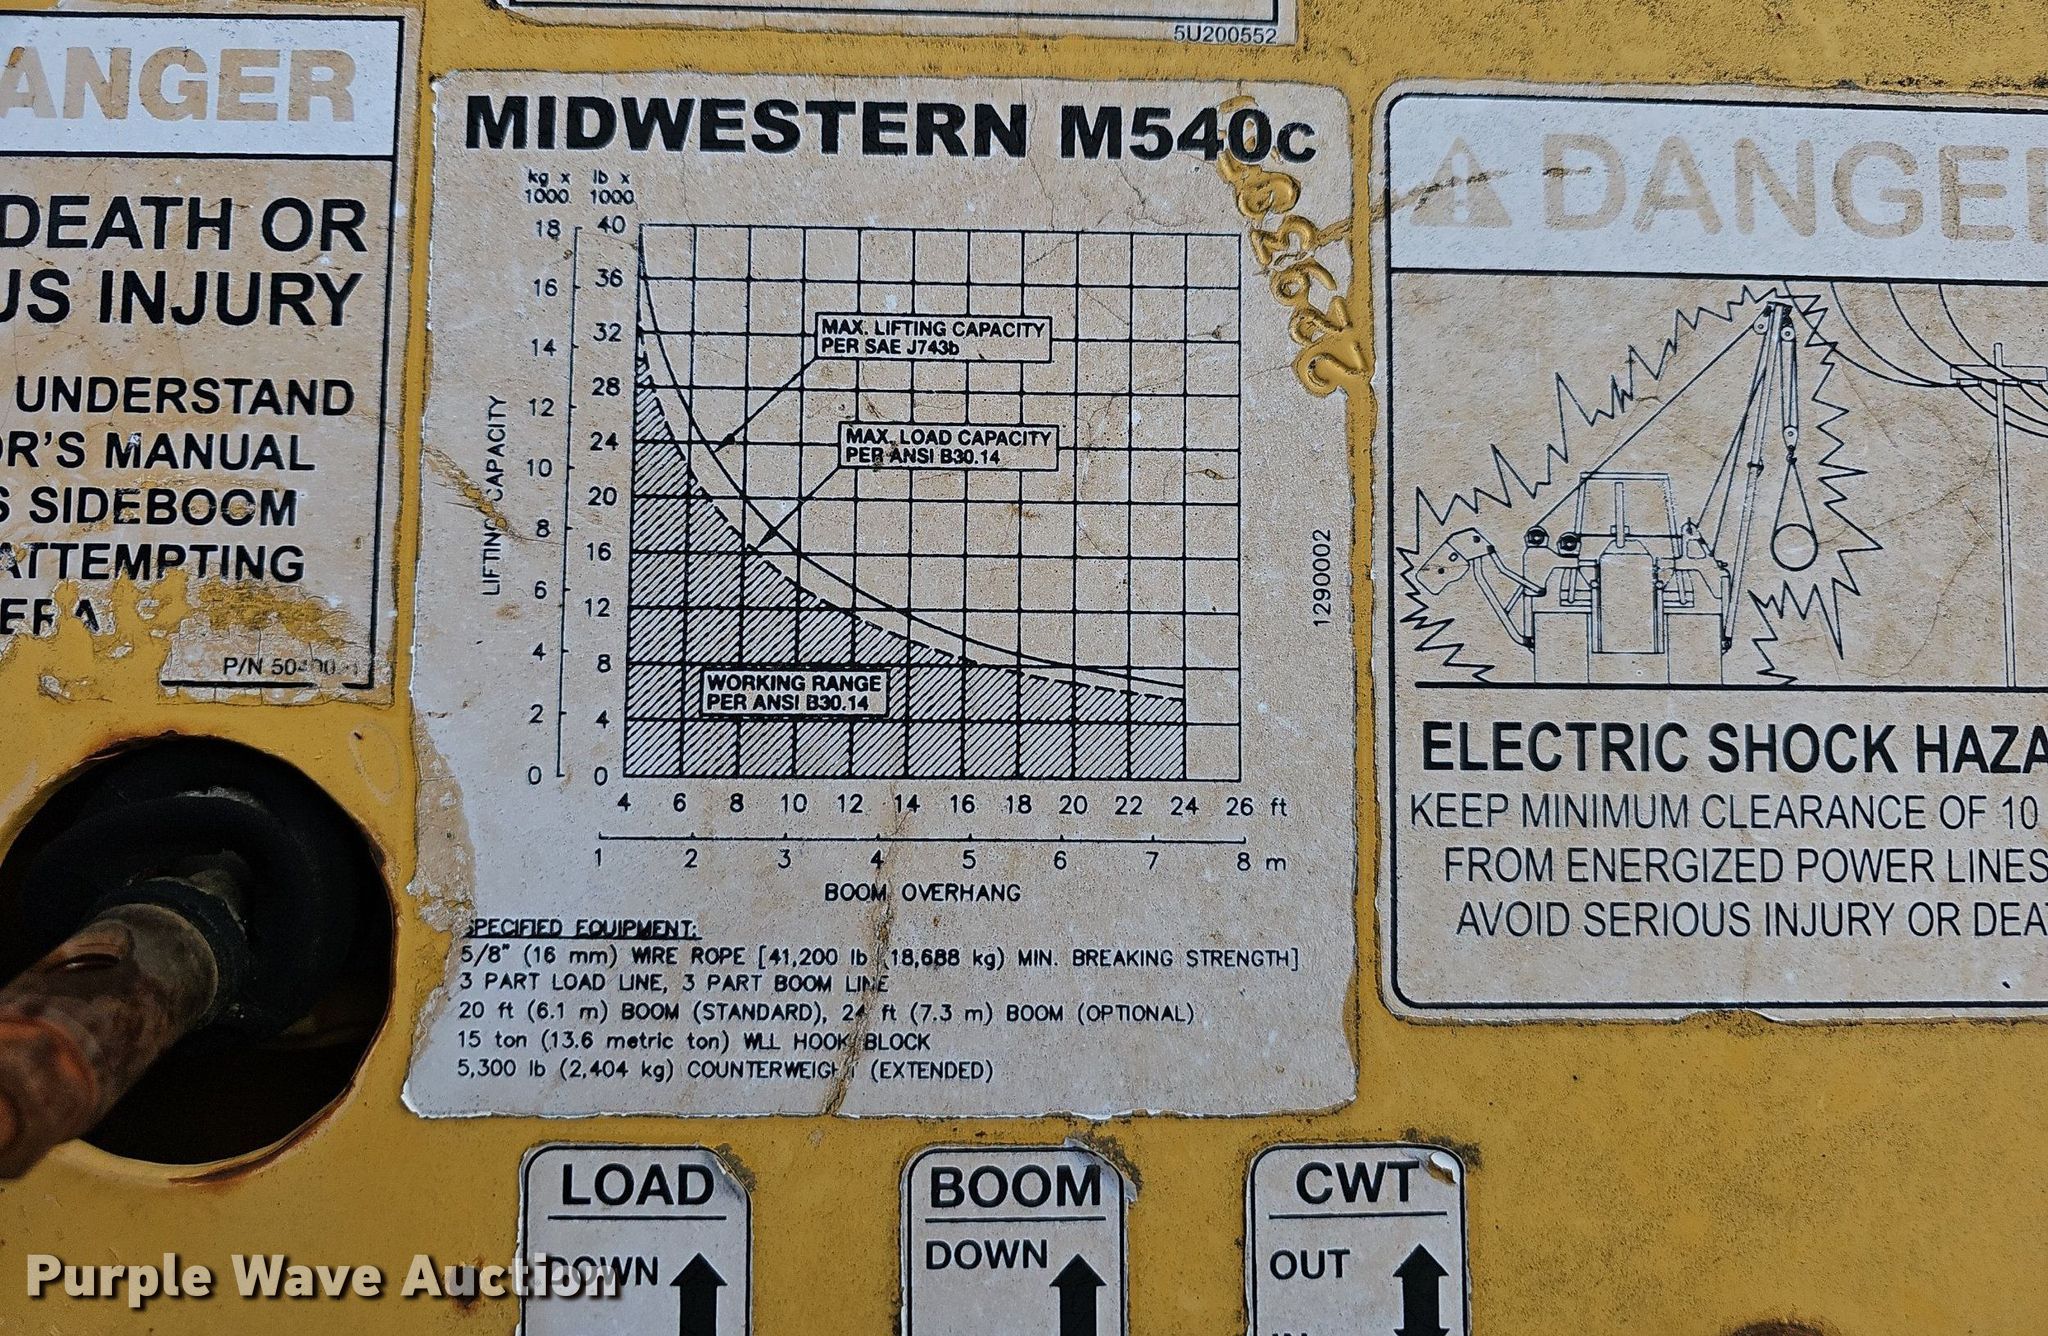 5U200552
ANGER
DEATH OR
US INJURY
UNDERSTAND
OR'S MANUAL
S SIDEBOOM
ATTEMPTING
P/N
MIDWESTERN M540C
kg x lb x
1000 1000
18 40
36
16
32
14
28
12
24
10
20
8
16
6
12
4
8
2
4
0 0
LIFTING CAPACITY
MAX. LIFTING CAPACITY
PER SAE J743b
MAX. LOAD CAPACITY
PER ANSI B30.14
WORKING RANGE
PER ANSI B30.14
4 6 8 10 12 14 16 18 20 22 24 26 ft
1 2 3 4 5 6 7 8 m
BOOM OVERHANG
1290002
SPECIFIED EQUIPMENT:
5/8" (16 mm) WIRE ROPE [41,200 lb (18,688 kg) MIN. BREAKING STRENGTH]
3 PART LOAD LINE, 3 PART BOOM LINE
20 ft (6.1 m) BOOM (STANDARD), 24 ft (7.3 m) BOOM (OPTIONAL)
15 ton (13.6 metric ton) WLL HOOK BLOCK
5,300 lb (2,404 kg) COUNTERWEIGHT (EXTENDED)
DANGE
ELECTRIC SHOCK HAZA
KEEP MINIMUM CLEARANCE OF 10
FROM ENERGIZED POWER LINES
AVOID SERIOUS INJURY OR DEA
LOAD
DOWN
BOOM
DOWN
CWT
OUT
Purple Wave Auction